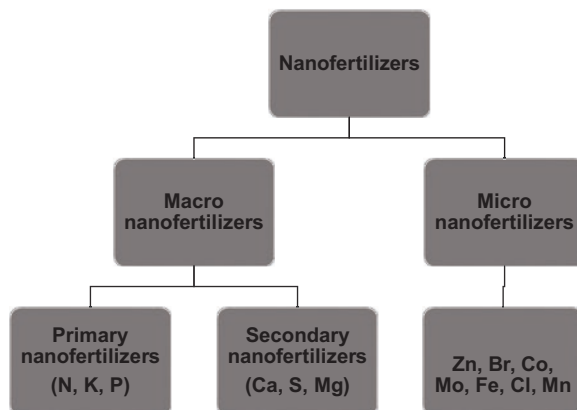 Nanofertilizers
Macro
nanofertilizers
Micro
nanofertilizers
Primary
nanofertilizers
(N, K, P)
Secondary
nanofertilizers
(Ca, S, Mg)
Zn, Br, Co,
Mo, Fe, Cl, Mn